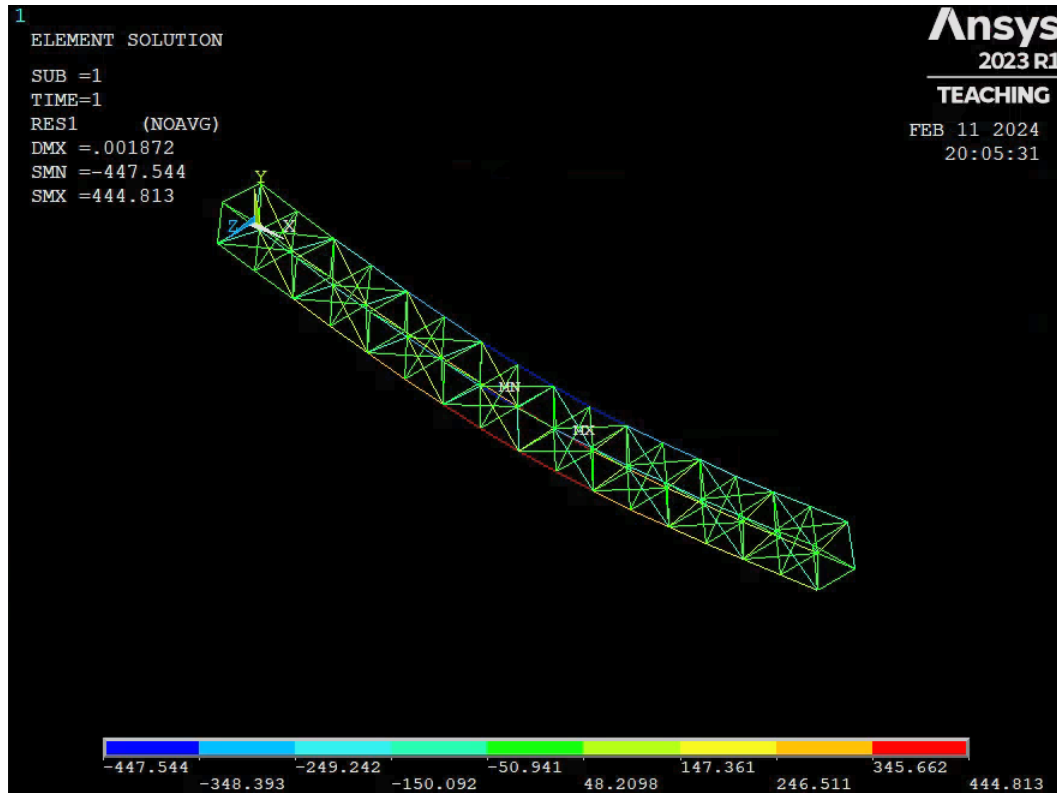 1
ELEMENT SOLUTION
SUB =1
TIME=1
RES1 (NOAVG)
DMX =.001872
SMN =-447.544
SMX =444.813
Ansys
2023 R1
TEACHING
FEB 11 2024
20:05:31
Y
Z X
MN
MX
-447.544 -249.242 -50.941 147.361 345.662
-348.393 -150.092 48.2098 246.511 444.813